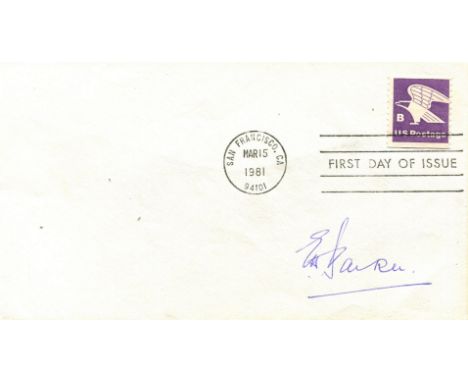 B
U.S. Postage
SAN FRANCISCO, CA
MAR 15
1981
94101
FIRST DAY OF ISSUE